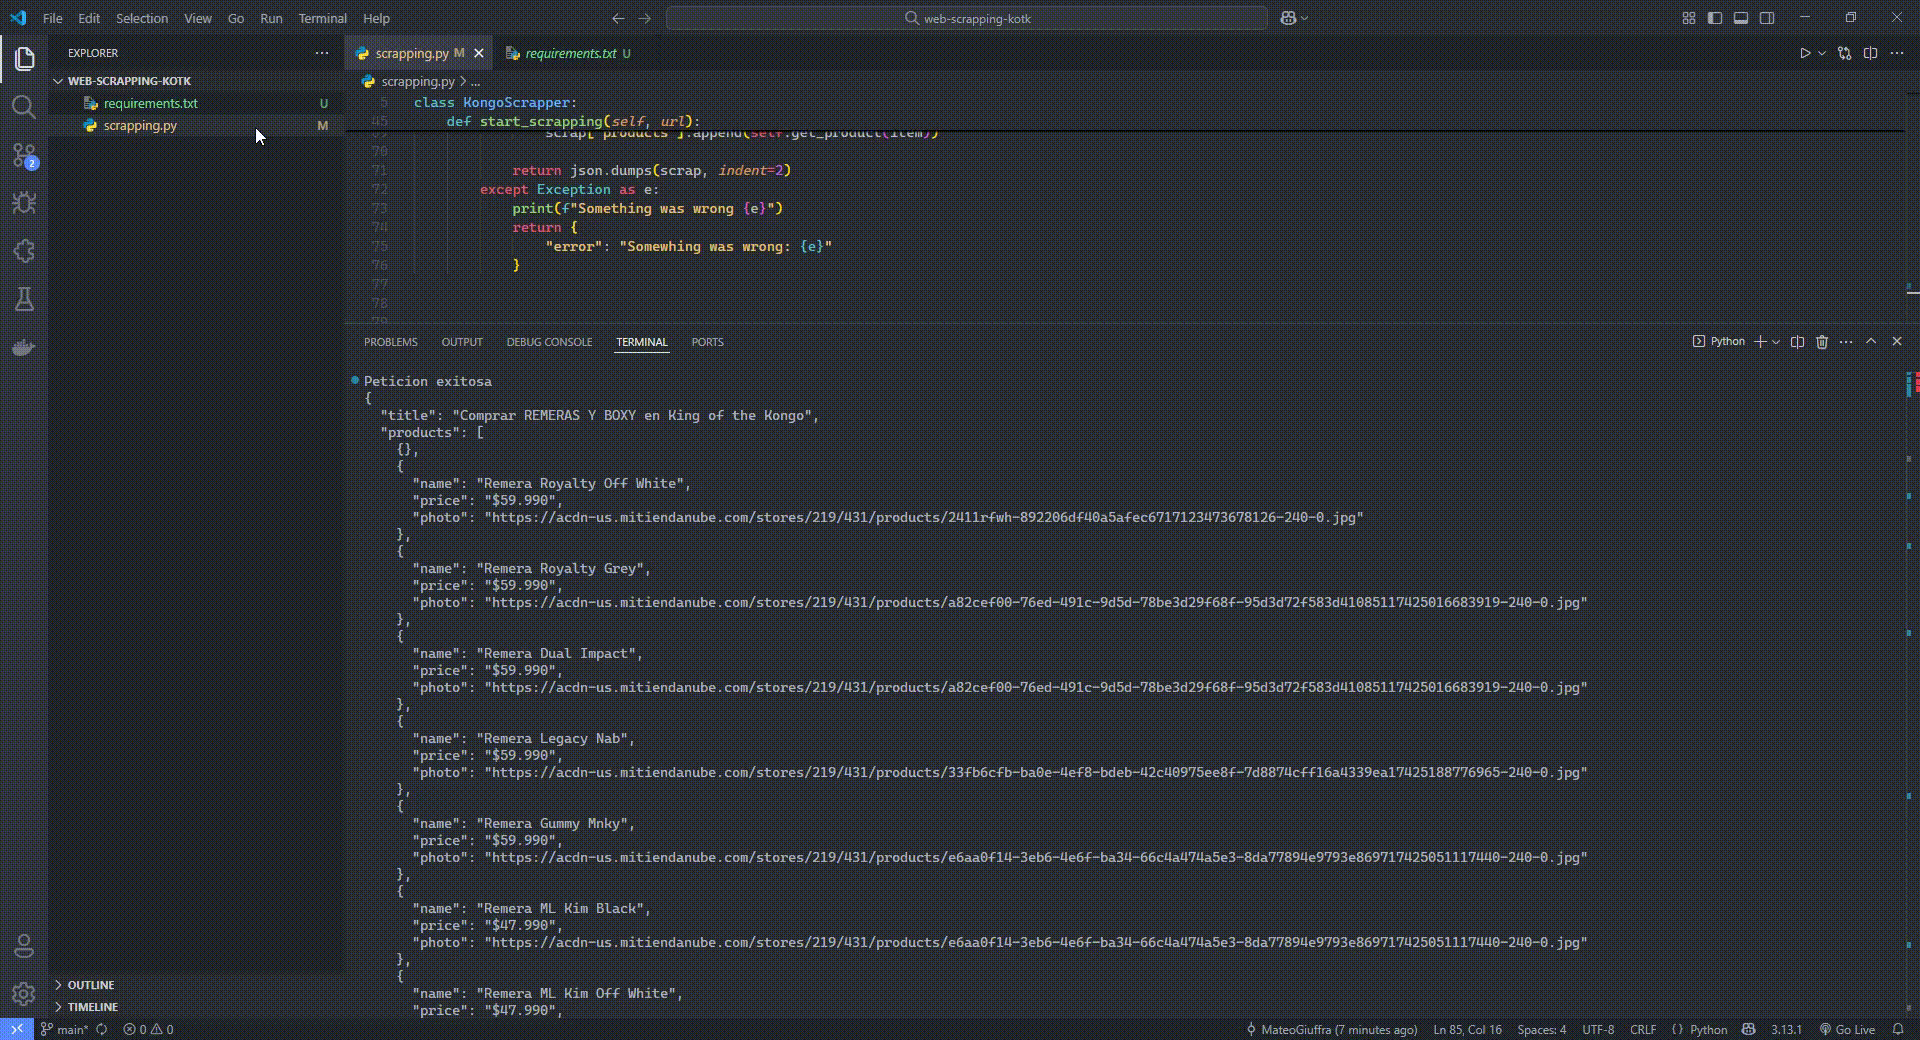 File Edit Selection View Go Run Terminal Help
web-scrapping-kotk
EXPLORER
WEB-SCRAPPING-KOTK
requirements.txt U
scrapping.py M
2
OUTLINE
TIMELINE
scrapping.py M
requirements.txt U
scrapping.py > ...
5 class KongoScrapper:
45 def start_scrapping(self, url):
69 scrap["products"].append(self.get_product(item))
70
71 return json.dumps(scrap, indent=2)
72 except Exception as e:
73 print(f"Something was wrong {e}")
74 return {
75 "error": "Somewhing was wrong: {e}"
76 }
77
78
79
PROBLEMS OUTPUT DEBUG CONSOLE TERMINAL PORTS
Python
Peticion exitosa
{
"title": "Comprar REMERAS Y BOXY en King of the Kongo",
"products": [
{},
{
"name": "Remera Royalty Off White",
"price": "$59.990",
"photo": "https://acdn-us.mitiendanube.com/stores/219/431/products/2411rfwh-892206df40a5afec6717123473678126-240-0.jpg"
},
{
"name": "Remera Royalty Grey",
"price": "$59.990",
"photo": "https://acdn-us.mitiendanube.com/stores/219/431/products/a82cef00-76ed-491c-9d5d-78be3d29f68f-95d3d72f583d41085117425016683919-240-0.jpg"
},
{
"name": "Remera Dual Impact",
"price": "$59.990",
"photo": "https://acdn-us.mitiendanube.com/stores/219/431/products/a82cef00-76ed-491c-9d5d-78be3d29f68f-95d3d72f583d41085117425016683919-240-0.jpg"
},
{
"name": "Remera Legacy Nab",
"price": "$59.990",
"photo": "https://acdn-us.mitiendanube.com/stores/219/431/products/33fb6cfb-ba0e-4ef8-bdeb-42c40975ee8f-7d8874cff16a4339ea17425188776965-240-0.jpg"
},
{
"name": "Remera Gummy Mnky",
"price": "$59.990",
"photo": "https://acdn-us.mitiendanube.com/stores/219/431/products/e6aa0f14-3eb6-4e6f-ba34-66c4a474a5e3-8da77894e9793e869717425051117440-240-0.jpg"
},
{
"name": "Remera ML Kim Black",
"price": "$47.990",
"photo": "https://acdn-us.mitiendanube.com/stores/219/431/products/e6aa0f14-3eb6-4e6f-ba34-66c4a474a5e3-8da77894e9793e869717425051117440-240-0.jpg"
},
{
"name": "Remera ML Kim Off White",
"price": "$47.990",
main* 0 0 MateoGiuffra (7 minutes ago) Ln 85, Col 16 Spaces: 4 UTF-8 CRLF {} Python 3.13.1 Go Live